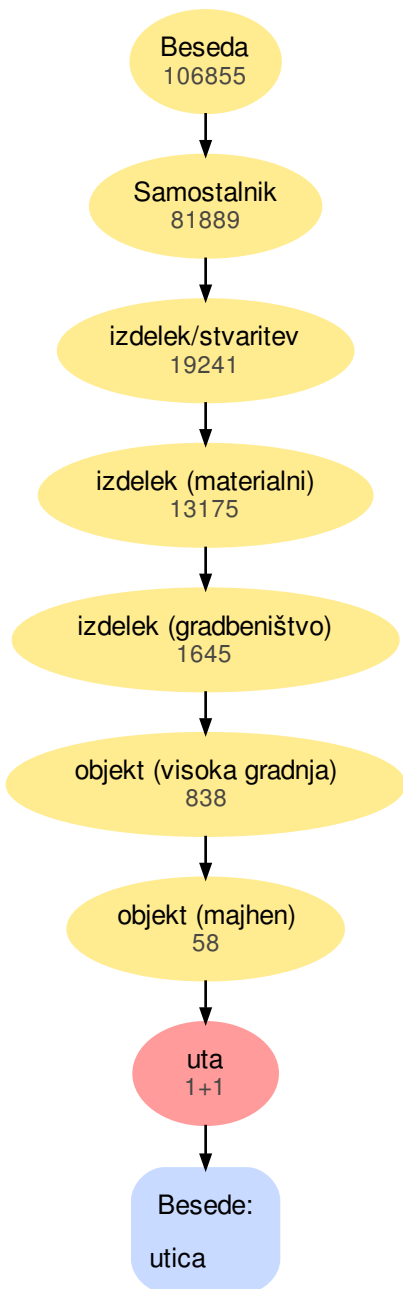 Beseda
106855
Samostalnik
81889
izdelek/stvaritev
19241
izdelek (materialni)
13175
izdelek (gradbeništvo)
1645
objekt (visoka gradnja)
838
objekt (majhen)
58
uta
1+1
Besede:
utica